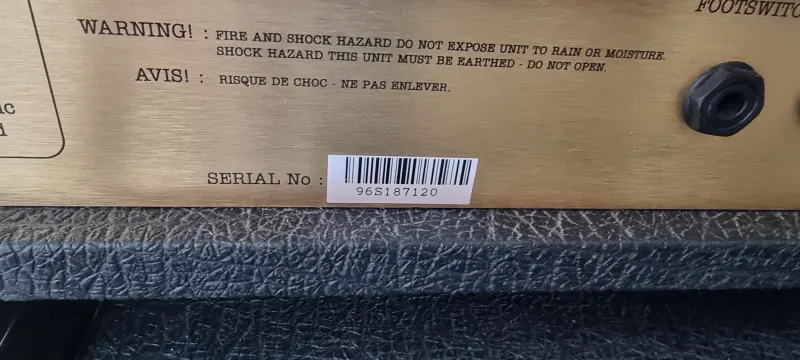 FOOTSWITC
WARNING! : FIRE AND SHOCK HAZARD DO NOT EXPOSE UNIT TO RAIN OR MOISTURE.
SHOCK HAZARD THIS UNIT MUST BE EARTHED - DO NOT OPEN.
AVIS! : RISQUE DE CHOC - NE PAS ENLEVER.
SERIAL No :
96S187120